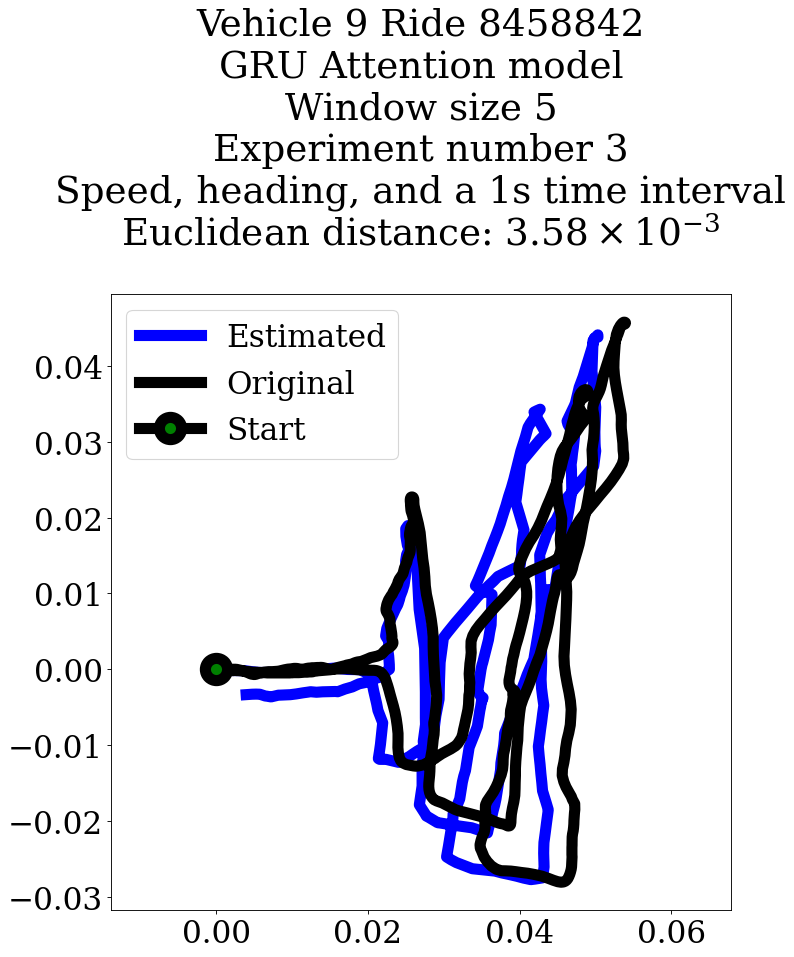 Vehicle 9 Ride 8458842
GRU Attention model
Window size 5
Experiment number 3
Speed, heading, and a 1s time interval
Euclidean distance: 3.58 × 10⁻³
Estimated
Original
Start
0.04
0.03
0.02
0.01
0.00
−0.01
−0.02
−0.03
0.00 0.02 0.04 0.06